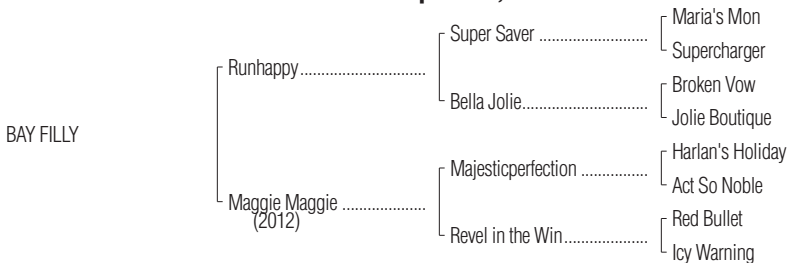 Maria's Mon
Super Saver ..........................
Supercharger
Runhappy..............................
Broken Vow
Bella Jolie..............................
Jolie Boutique
BAY FILLY
Harlan's Holiday
Majesticperfection ................
Act So Noble
Maggie Maggie ....................
(2012)
Red Bullet
Revel in the Win....................
Icy Warning